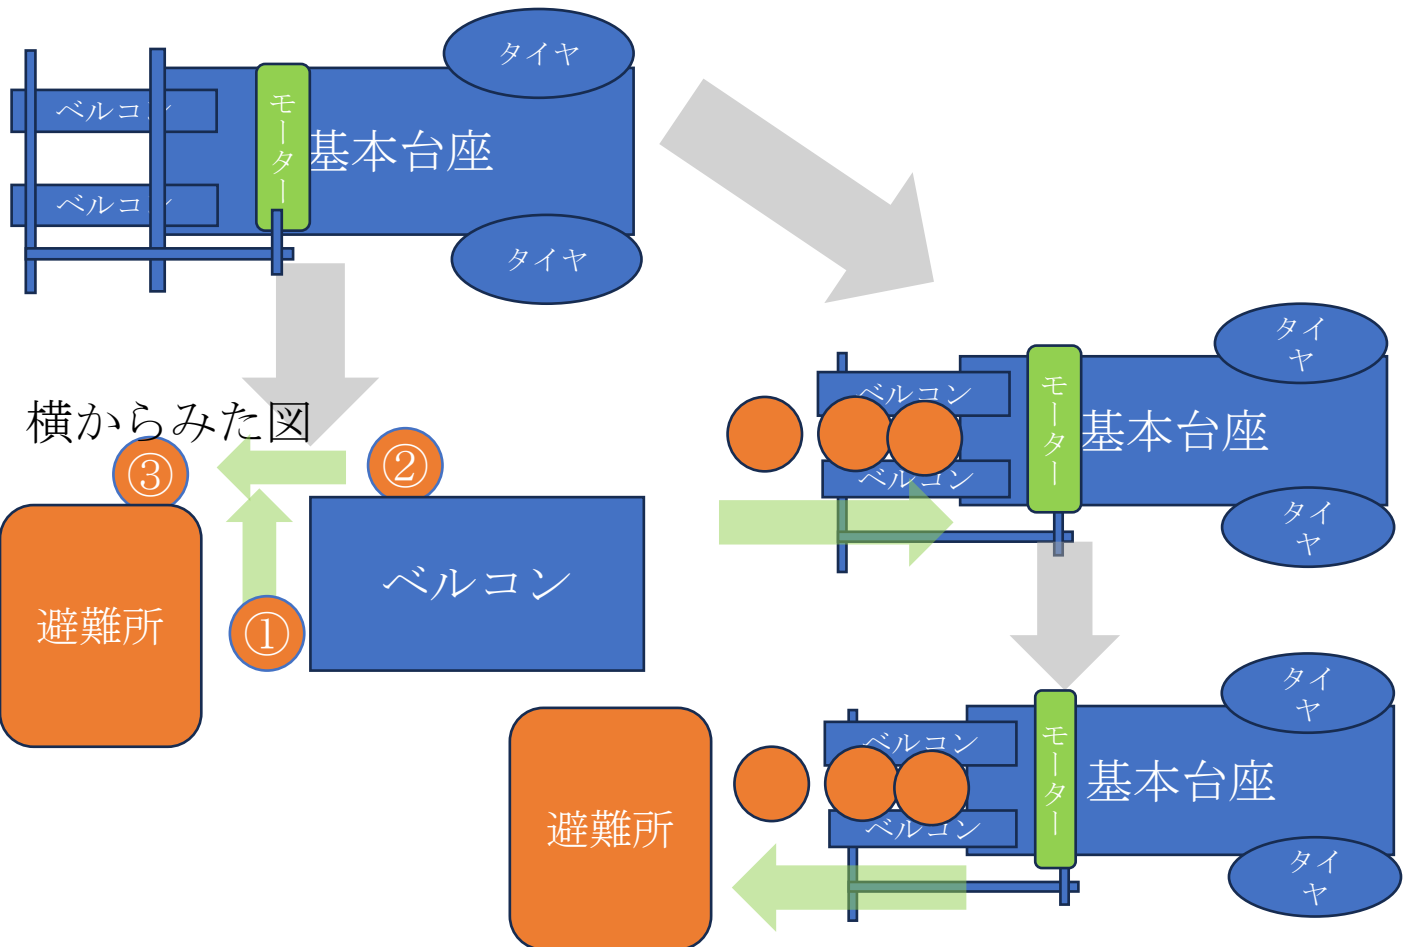 タイヤ
ベルコン
モーター
基本台座
ベルコン
タイヤ
横からみた図
③
②
避難所
①
ベルコン
タイ
ヤ
ベルコン
モーター
基本台座
ベルコン
タイ
ヤ
避難所
タイ
ヤ
ベルコン
モーター
基本台座
ベルコン
タイ
ヤ